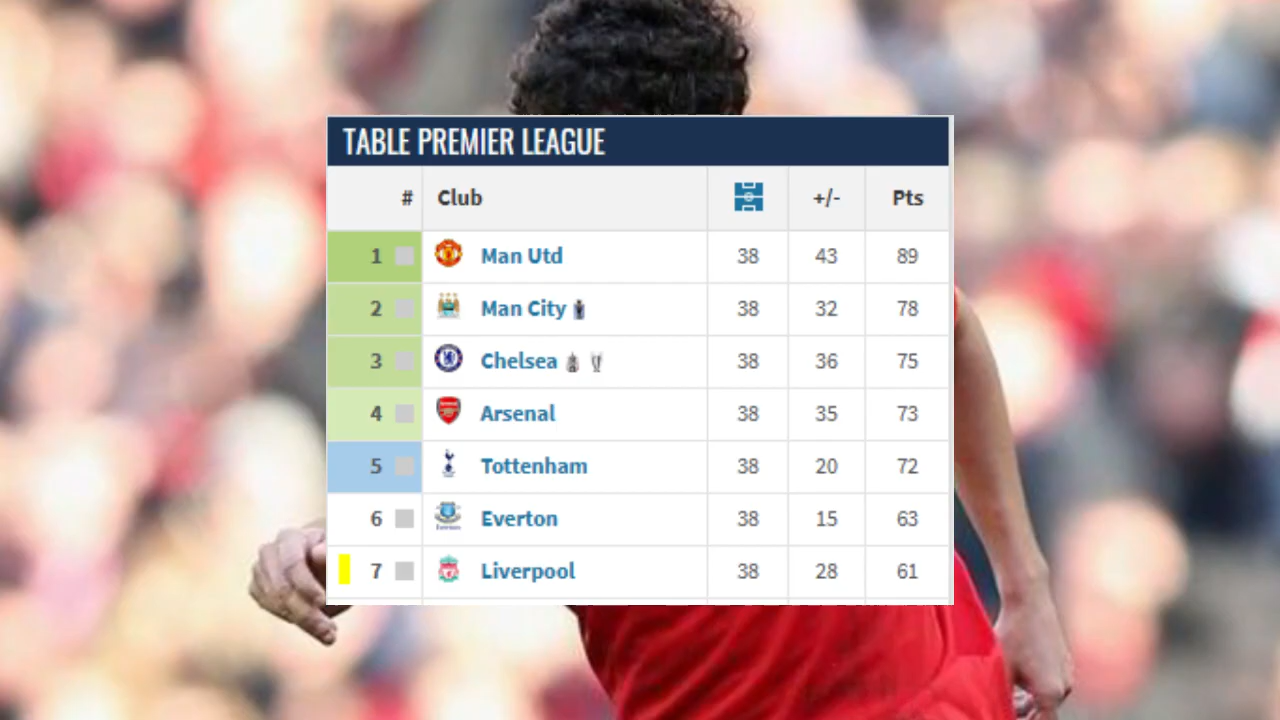 TABLE PREMIER LEAGUE
# Club +/- Pts
1 Man Utd 38 43 89
2 Man City 38 32 78
3 Chelsea 38 36 75
4 Arsenal 38 35 73
5 Tottenham 38 20 72
6 Everton 38 15 63
7 Liverpool 38 28 61